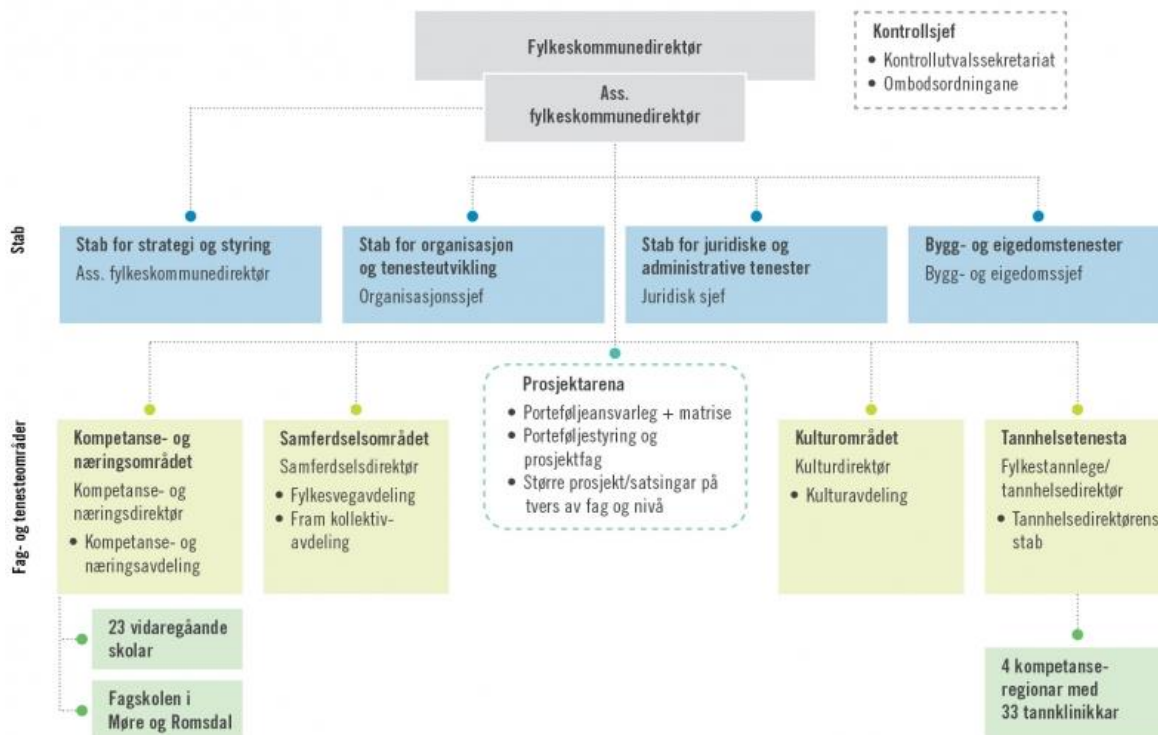 Fylkeskommunedirektør
Ass.
fylkeskommunedirektør
Kontrollsjef
• Kontrollutvalssekretariat
• Ombodsordningane
Stab
Stab for strategi og styring
Ass. fylkeskommunedirektør
Stab for organisasjon
og tenesteutvikling
Organisasjonssjef
Stab for juridiske og
administrative tenester
Juridisk sjef
Bygg- og eigedomstenester
Bygg- og eigedomssjef
Fag- og tenesteområder
Kompetanse- og
næringsområdet
Kompetanse- og
næringsdirektør
• Kompetanse- og
næringsavdeling
Samferdselsområdet
Samferdselsdirektør
• Fylkesvegavdeling
• Fram kollektiv-
avdeling
Prosjektarena
• Porteføljeansvarleg + matrise
• Porteføljestyring og
prosjektfag
• Større prosjekt/satsingar på
tvers av fag og nivå
Kulturområdet
Kulturdirektør
• Kulturavdeling
Tannhelsetenesta
Fylkestannlege/
tannhelsedirektør
• Tannhelsedirektørens
stab
23 vidaregåande
skolar
Fagskolen i
Møre og Romsdal
4 kompetanse-
regionar med
33 tannklinikkar